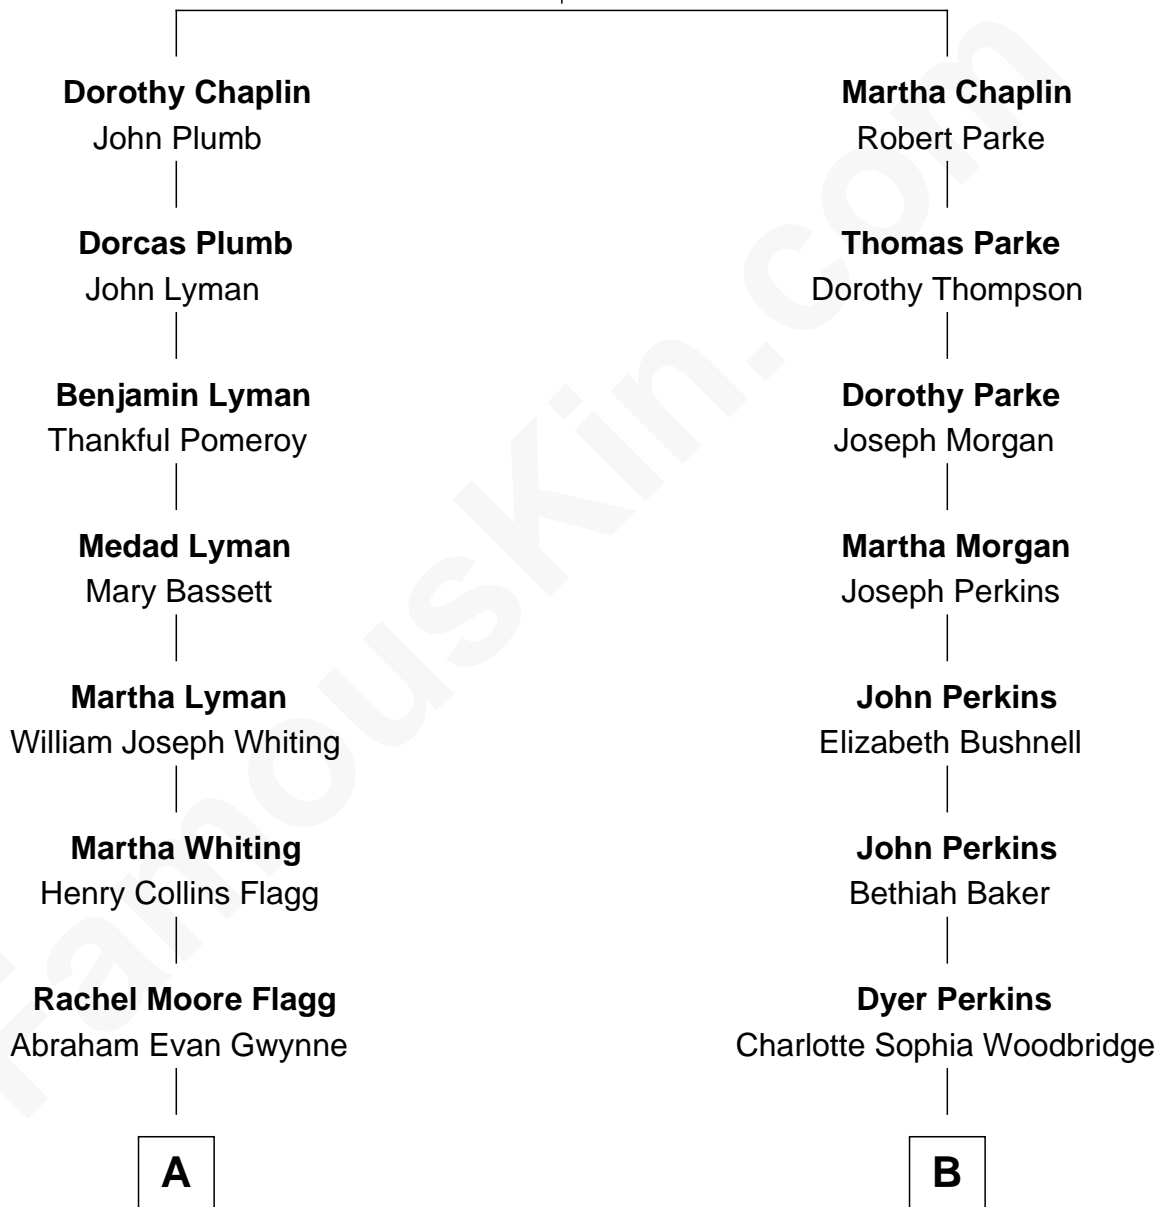 Dorothy Chaplin
John Plumb
Martha Chaplin
Robert Parke
Dorcas Plumb
John Lyman
Thomas Parke
Dorothy Thompson
Benjamin Lyman
Thankful Pomeroy
Dorothy Parke
Joseph Morgan
Medad Lyman
Mary Bassett
Martha Morgan
Joseph Perkins
Martha Lyman
William Joseph Whiting
John Perkins
Elizabeth Bushnell
Martha Whiting
Henry Collins Flagg
John Perkins
Bethiah Baker
Rachel Moore Flagg
Abraham Evan Gwynne
Dyer Perkins
Charlotte Sophia Woodbridge
A
B
FamousKin.com